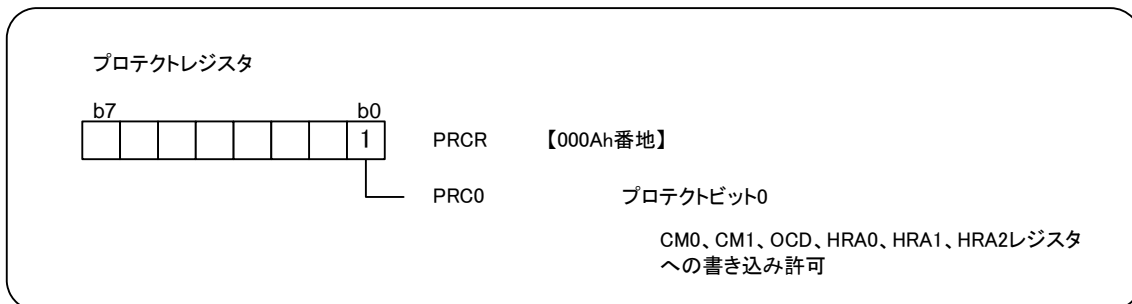 プロテクトレジスタ
b7 b0
1 PRCR 【000Ah番地】
PRC0 プロテクトビット0
CM0、CM1、OCD、HRA0、HRA1、HRA2レジスタ
への書き込み許可